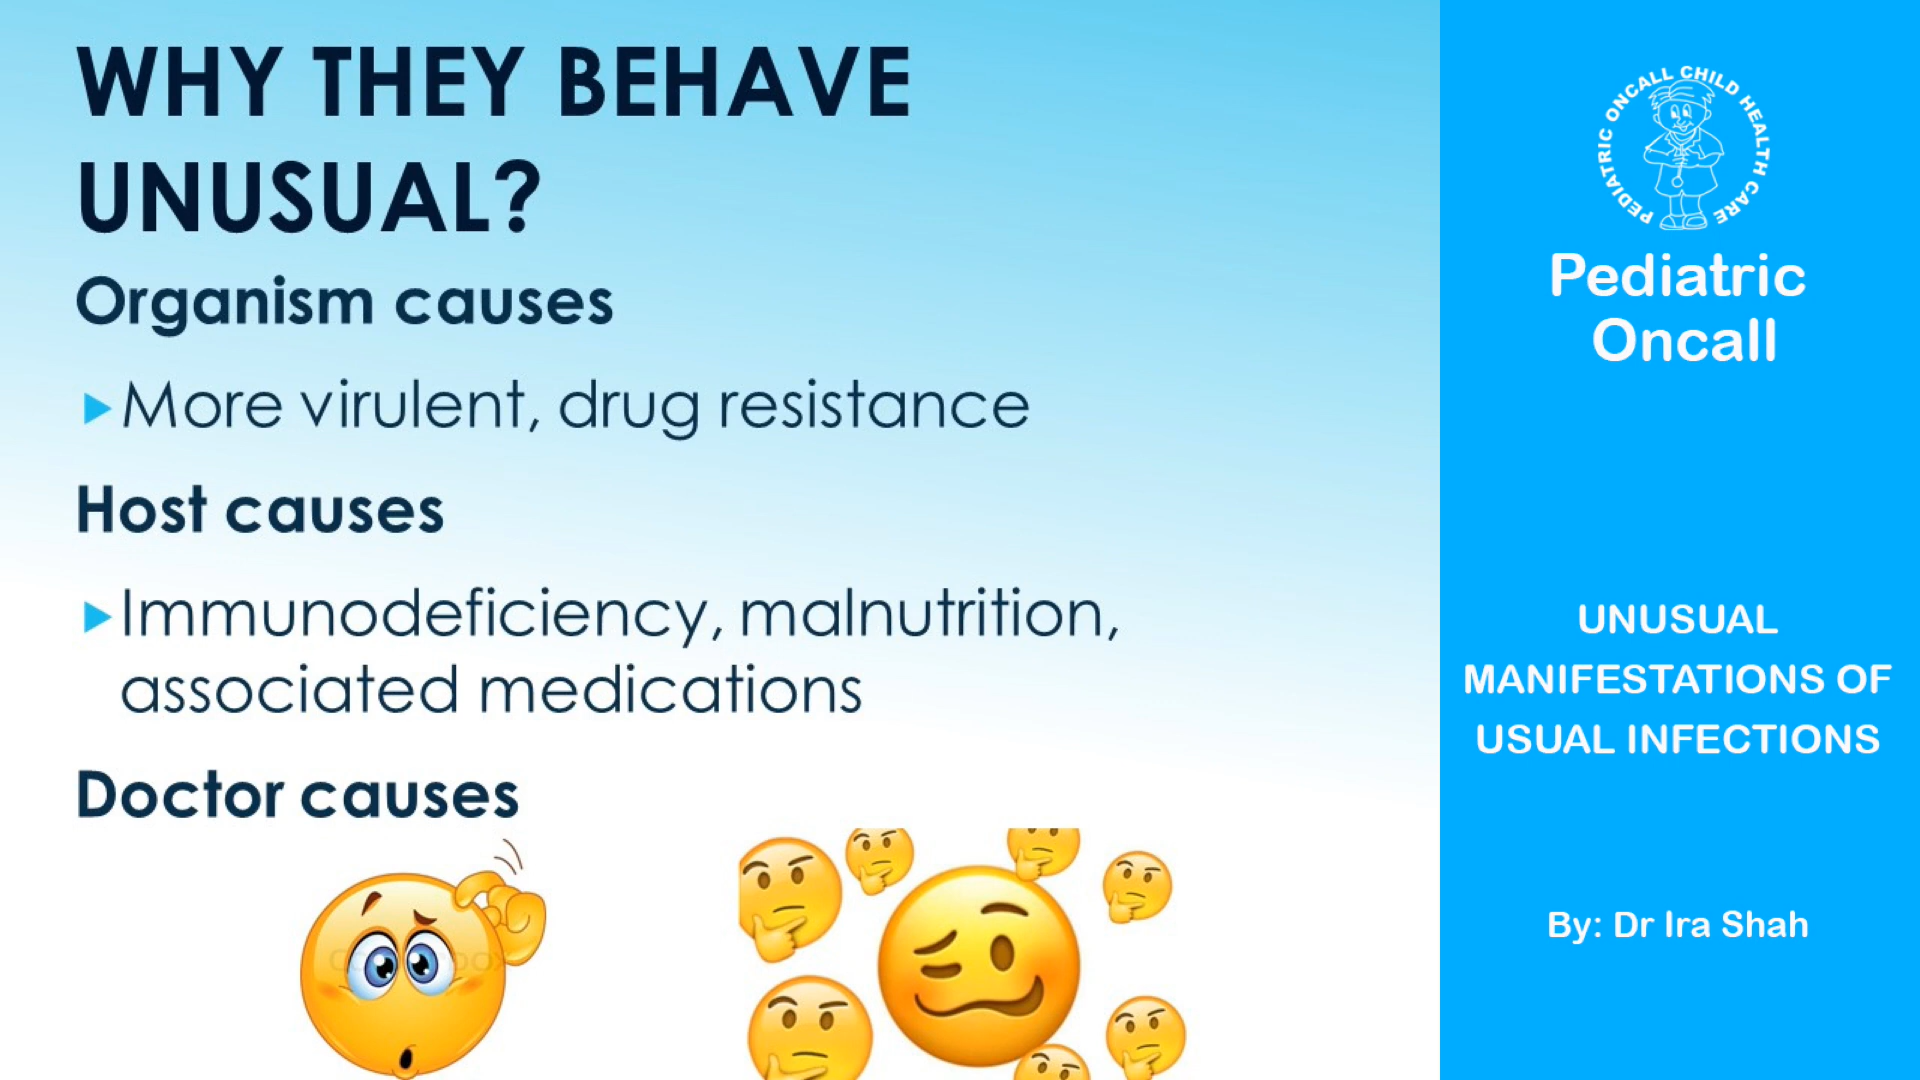 WHY THEY BEHAVE
UNUSUAL?
Organism causes
More virulent, drug resistance
Host causes
Immunodeficiency, malnutrition,
associated medications
Doctor causes
PEDIATRIC ONCALL CHILD HEALTH CARE
Pediatric
Oncall
UNUSUAL
MANIFESTATIONS OF
USUAL INFECTIONS
By: Dr Ira Shah